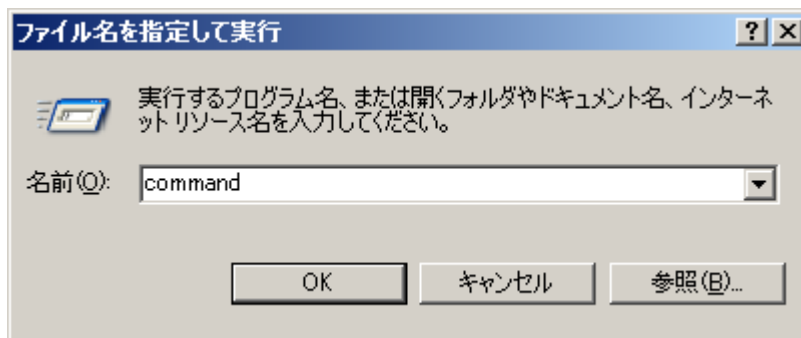 ファイル名を指定して実行
実行するプログラム名、または開くフォルダやドキュメント名、インターネ
ット リソース名を入力してください。
名前(O): command
OK キャンセル 参照(B)...